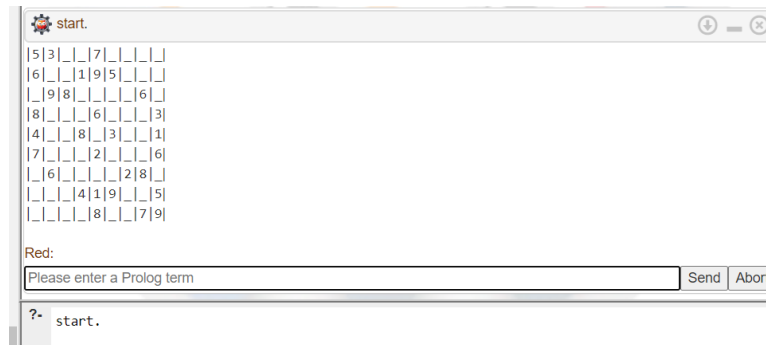 start.
|5|3|_|_|7|_|_|_|_|
|6|_|_|1|9|5|_|_|_|
|_|9|8|_|_|_|_|6|_|
|8|_|_|_|6|_|_|_|3|
|4|_|_|8|_|3|_|_|1|
|7|_|_|_|2|_|_|_|6|
|_|6|_|_|_|_|2|8|_|
|_|_|_|4|1|9|_|_|5|
|_|_|_|_|8|_|_|7|9|
Red:
Please enter a Prolog term
Send Abor
?- start.